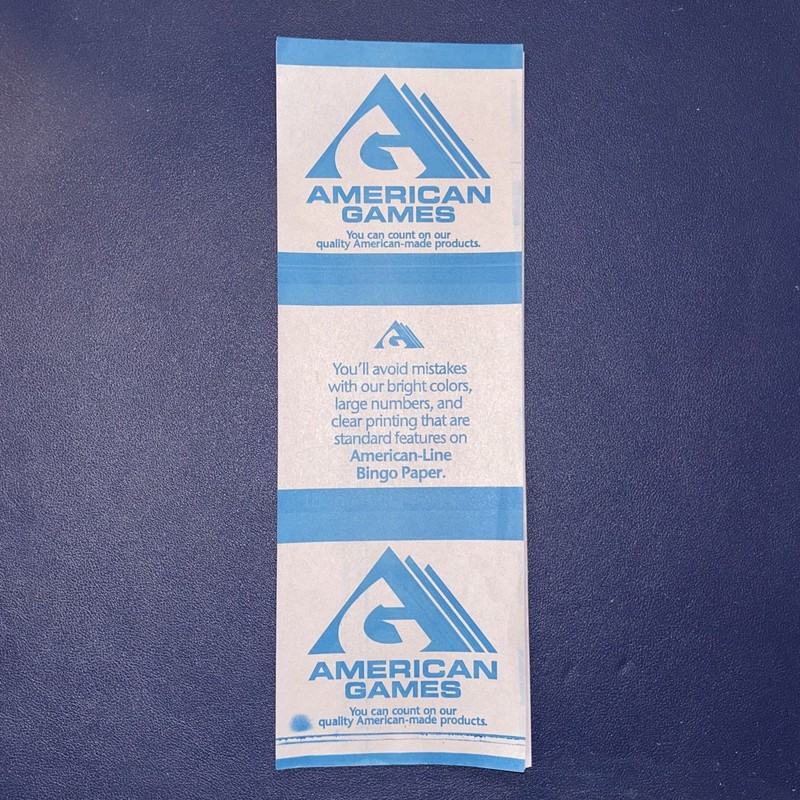 AMERICAN
GAMES
You can count on our
quality American-made products.
You'll avoid mistakes
with our bright colors,
large numbers, and
clear printing that are
standard features on
American-Line
Bingo Paper.
AMERICAN
GAMES
You can count on our
quality American-made products.